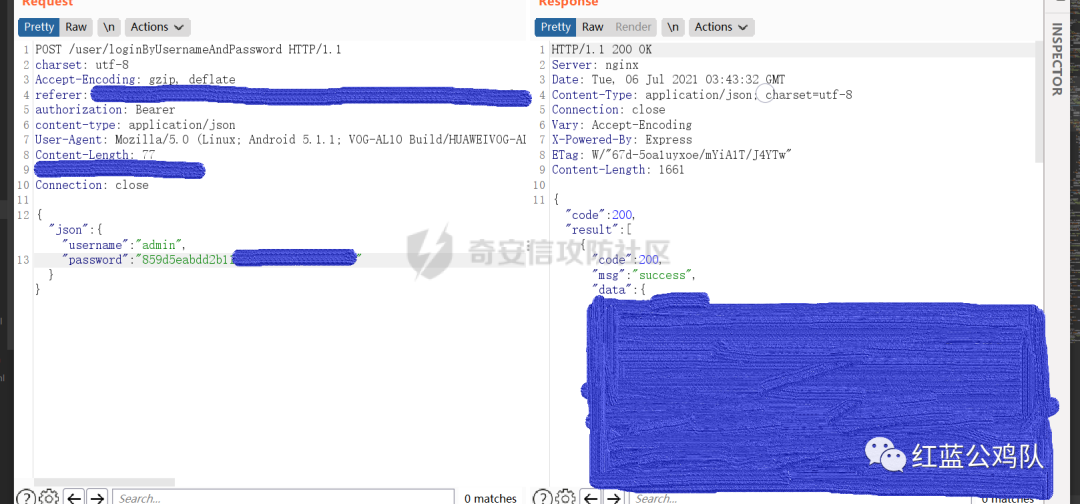 Request
Pretty Raw \n Actions
1 POST /user/loginByUsernameAndPassword HTTP/1.1
2 charset: utf-8
3 Accept-Encoding: gzip, deflate
4 referer:
5 authorization: Bearer
6 content-type: application/json
7 User-Agent: Mozilla/5.0 (Linux; Android 5.1.1; VOG-AL10 Build/HUAWEIVOG-AL
8 Content-Length: 77
9
10 Connection: close
11
12 {
"json":{
"username":"admin",
13 "password":"859d5eabdd2b11 "
}
}
? Search... 0 matches
Response
Pretty Raw Render \n Actions
1 HTTP/1.1 200 OK
2 Server: nginx
3 Date: Tue, 06 Jul 2021 03:43:32 GMT
4 Content-Type: application/json; charset=utf-8
5 Connection: close
6 Vary: Accept-Encoding
7 X-Powered-By: Express
8 ETag: W/"67d-5oaluyxoe/mYiA1T/J4YTw"
9 Content-Length: 1661
10
11 {
"code":200,
"result":[
{
"code":200,
"msg":"success",
"data":{
? Search... 0 matches
INSPECTOR
奇安信攻防社区
红蓝公鸡队